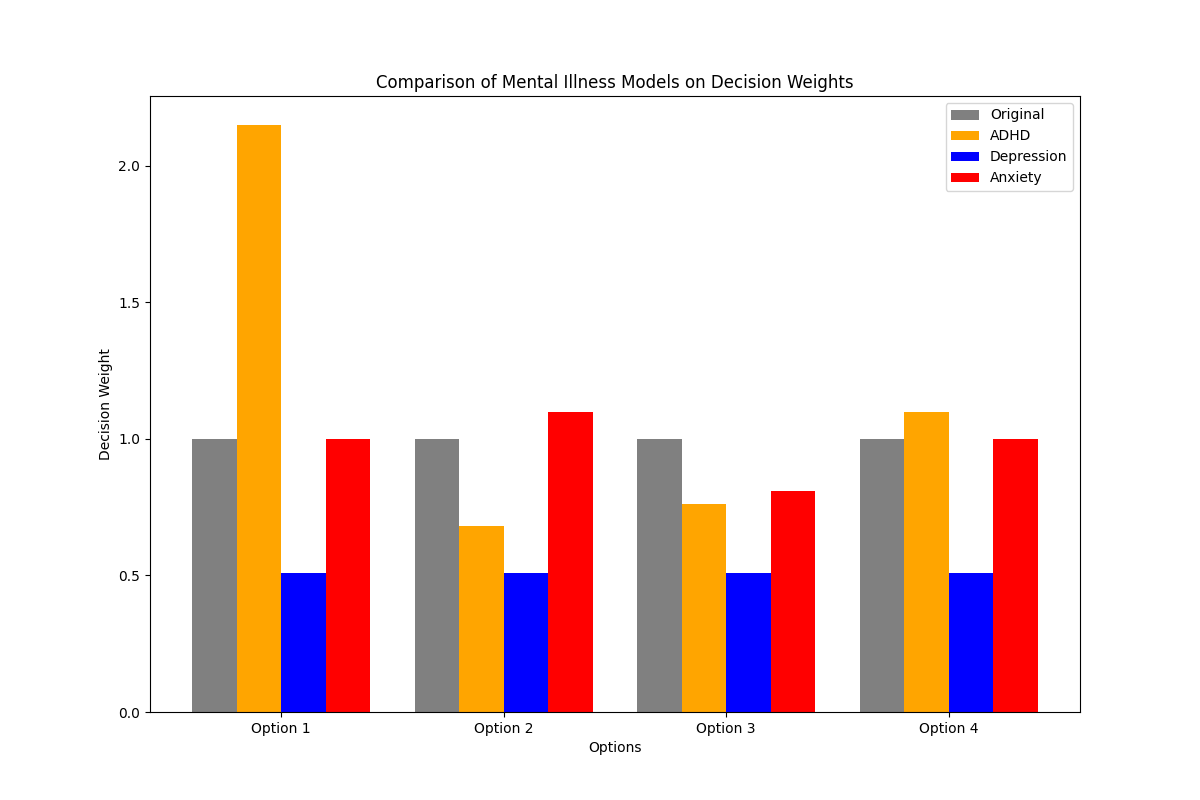 Comparison of Mental Illness Models on Decision Weights
Original
ADHD
Depression
Anxiety
Decision Weight
2.0
1.5
1.0
0.5
0.0
Option 1
Option 2
Option 3
Option 4
Options